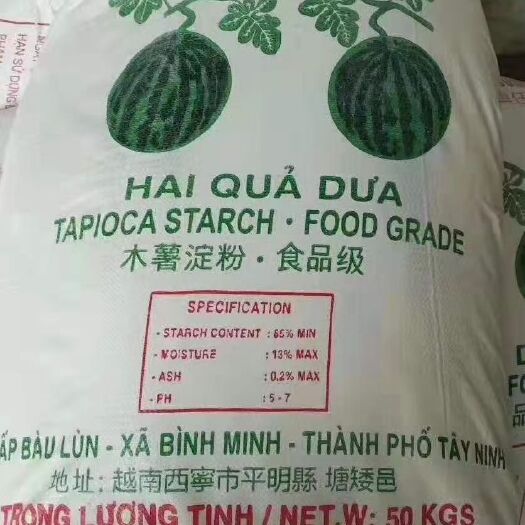 HAI QUẢ DƯA
TAPIOCA STARCH · FOOD GRADE
木薯淀粉 · 食品级
SPECIFICATION
- STARCH CONTENT : 85% MIN
- MOISTURE : 13% MAX
- ASH : 0.2% MAX
- PH : 5 - 7
ẤP BÀU LÙN - XÃ BÌNH MINH - THÀNH PHỐ TÂY NINH
地址: 越南西寧市平明縣 塘矮邑
TRỌNG LƯỢNG TỊNH / NET.W: 50 KGS
HẠN SỬ DỤNG